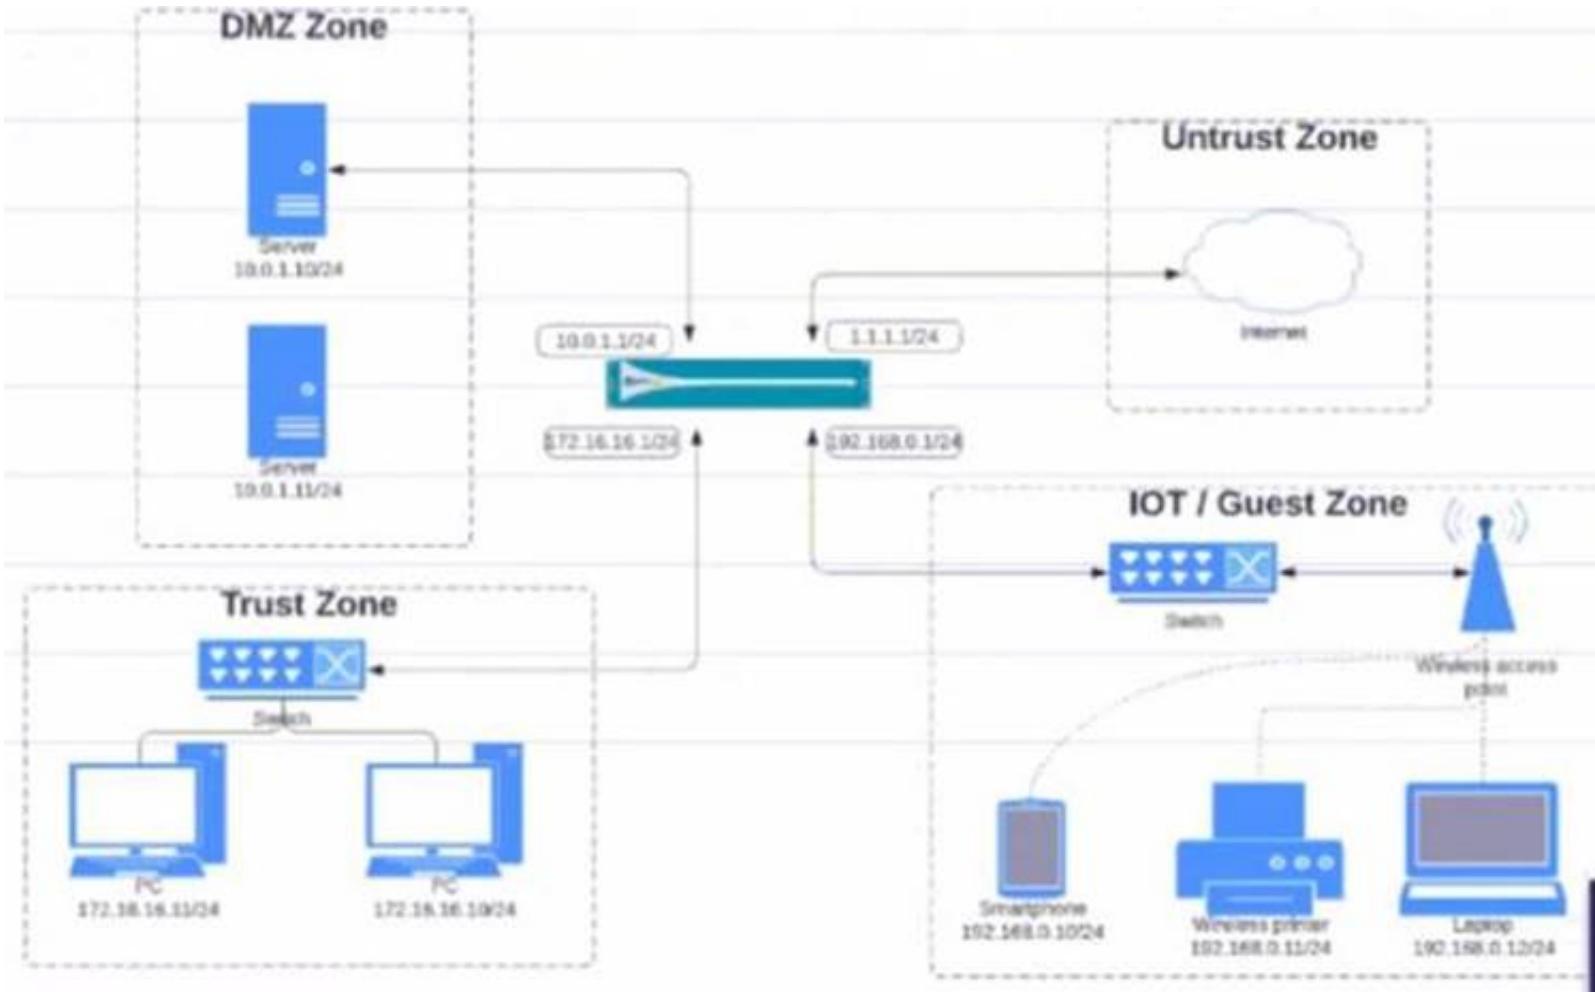 DMZ Zone
Server
10.0.1.10/24
Server
10.0.1.11/24
Untrust Zone
Internet
10.0.1.1/24
1.1.1.1/24
172.16.16.1/24
192.168.0.1/24
IOT / Guest Zone
Switch
Wireless access
point
Smartphone
192.168.0.10/24
Wireless printer
192.168.0.11/24
Laptop
192.168.0.12/24
Trust Zone
Switch
PC
172.16.16.11/24
PC
172.16.16.10/24